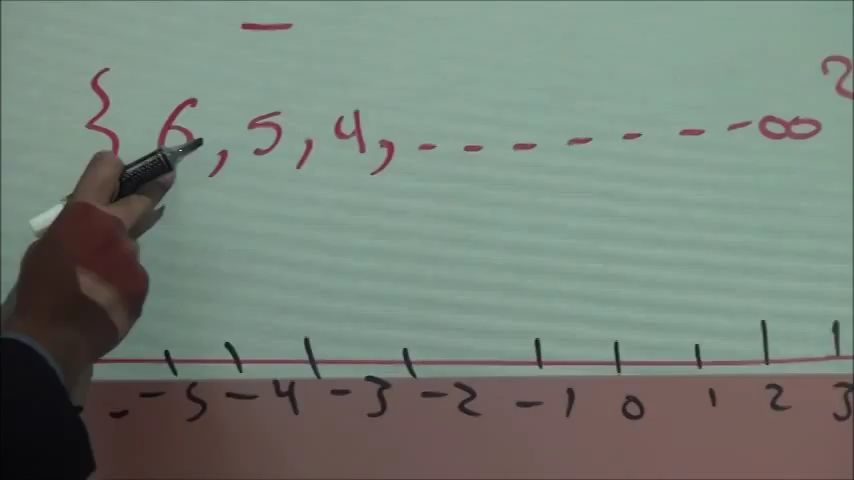 { 6, 5, 4, - - - - - - - ∞
- -5 -4 -3 -2 -1 0 1 2 3